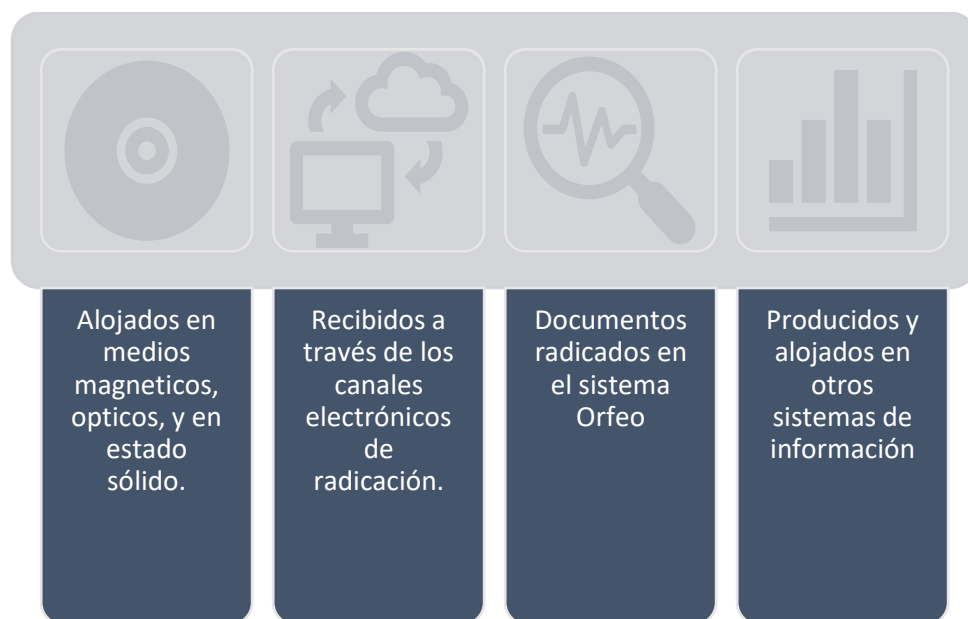 Alojados en
medios
magneticos,
opticos, y en
estado
sólido.
Recibidos a
través de los
canales
electrónicos
de
radicación.
Documentos
radicados en
el sistema
Orfeo
Producidos y
alojados en
otros
sistemas de
información